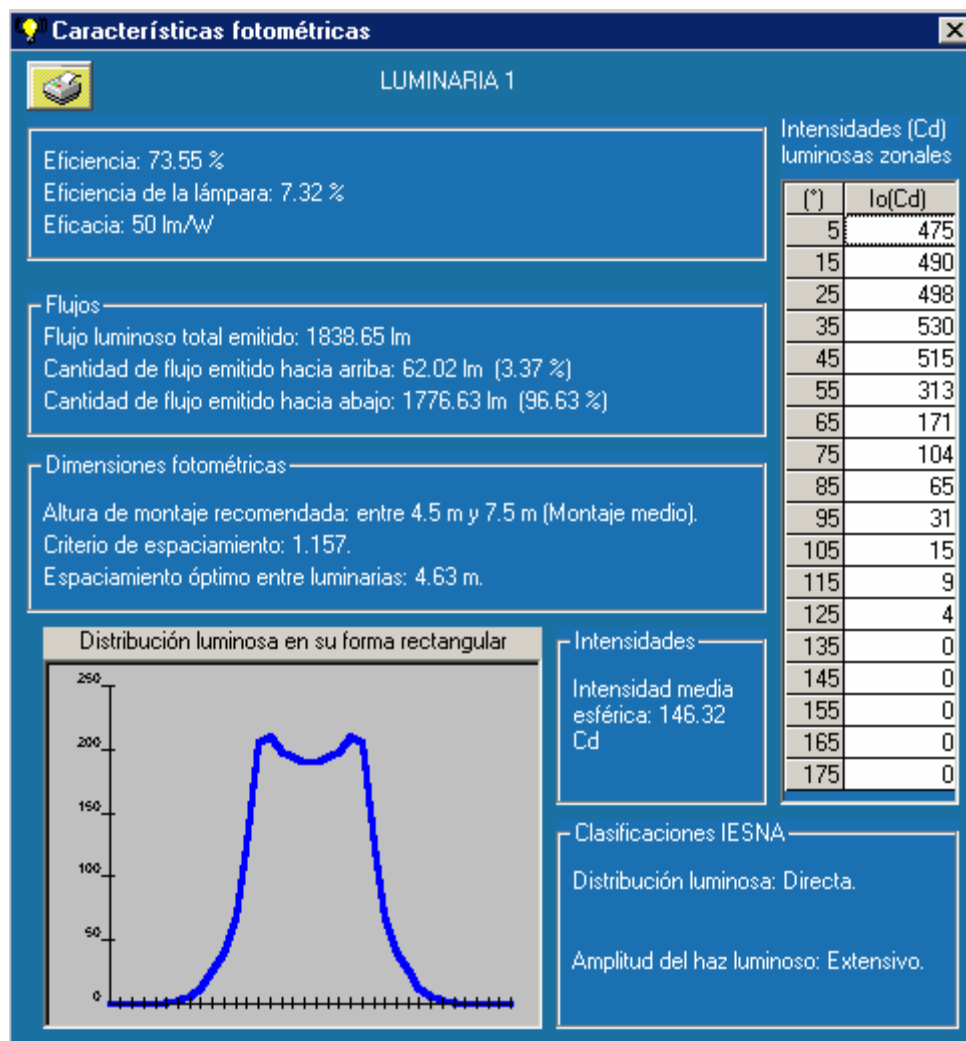 Características fotométricas
LUMINARIA 1
Eficiencia: 73.55 %
Eficiencia de la lámpara: 7.32 %
Eficacia: 50 lm/W
Flujos
Flujo luminoso total emitido: 1838.65 lm
Cantidad de flujo emitido hacia arriba: 62.02 lm (3.37 %)
Cantidad de flujo emitido hacia abajo: 1776.63 lm (96.63 %)
Dimensiones fotométricas
Altura de montaje recomendada: entre 4.5 m y 7.5 m (Montaje medio).
Criterio de espaciamiento: 1.157.
Espaciamiento óptimo entre luminarias: 4.63 m.
Intensidades (Cd)
luminosas zonales
(°) Io(Cd)
5 475
15 490
25 498
35 530
45 515
55 313
65 171
75 104
85 65
95 31
105 15
115 9
125 4
135 0
145 0
155 0
165 0
175 0
Distribución luminosa en su forma rectangular
250
200
150
100
50
0
Intensidades
Intensidad media
esférica: 146.32
Cd
Clasificaciones IESNA
Distribución luminosa: Directa.
Amplitud del haz luminoso: Extensivo.